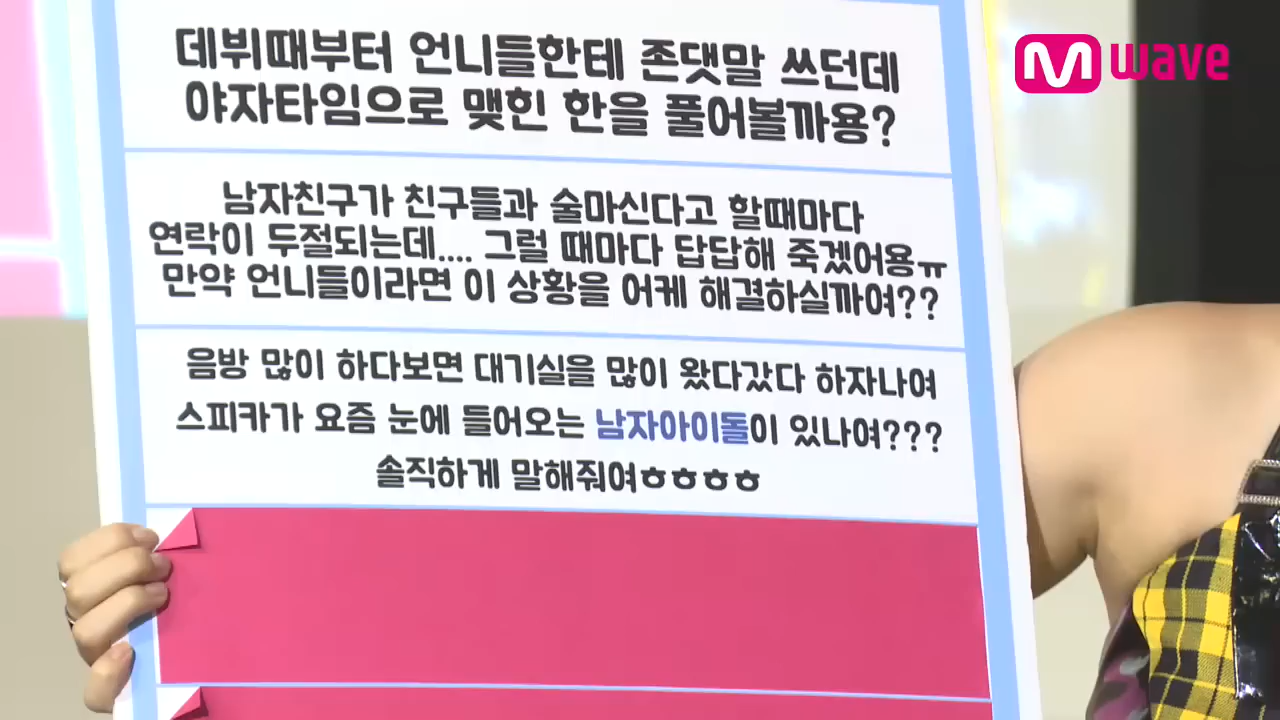 M wave
데뷔때부터 언니들한테 존댓말 쓰던데
야자타임으로 맺힌 한을 풀어볼까용?
남자친구가 친구들과 술마신다고 할때마다
연락이 두절되는데.... 그럴 때마다 답답해 죽겠어용ㅠ
만약 언니들이라면 이 상황을 어케 해결하실까여??
음방 많이 하다보면 대기실을 많이 왔다갔다 하자나여
스피카가 요즘 눈에 들어오는 남자아이돌이 있나여???
솔직하게 말해줘여ㅎㅎㅎㅎ